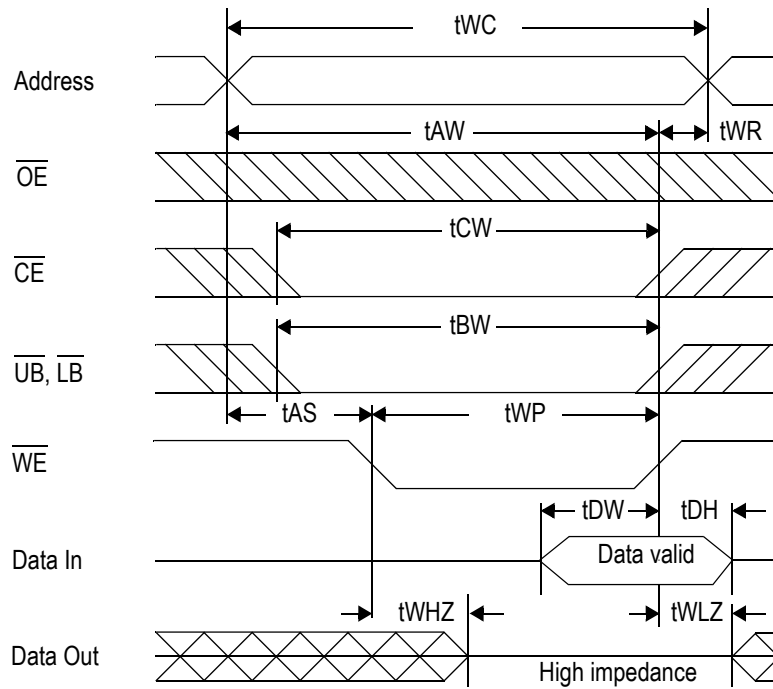 tWC
Address
tAW
tWR
OE
tCW
CE
tBW
UB, LB
tAS
tWP
WE
tDW
tDH
Data In
Data valid
tWHZ
tWLZ
Data Out
High impedance